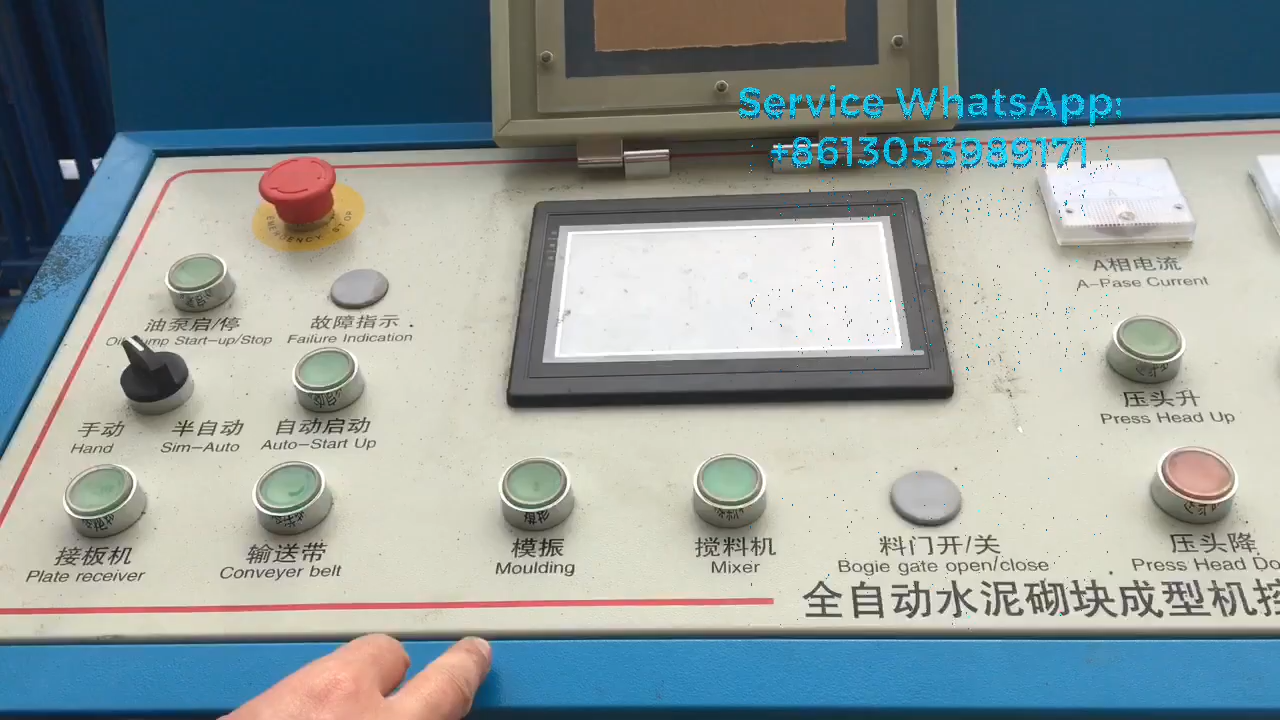 Service WhatsApp:
+8613053989171
EMERGENCY STOP
A
A相电流
A-Pase Current
油泵启/停
Oil Pump Start-up/Stop
故障指示
Failure Indication
压头升
Press Head Up
手动
Hand
半自动
Sim-Auto
自动启动
Auto-Start Up
接板机
Plate receiver
输送带
Conveyer belt
模振
Moulding
搅料机
Mixer
料门开/关
Bogie gate open/close
压头降
Press Head Do
全自动水泥砌块成型机控